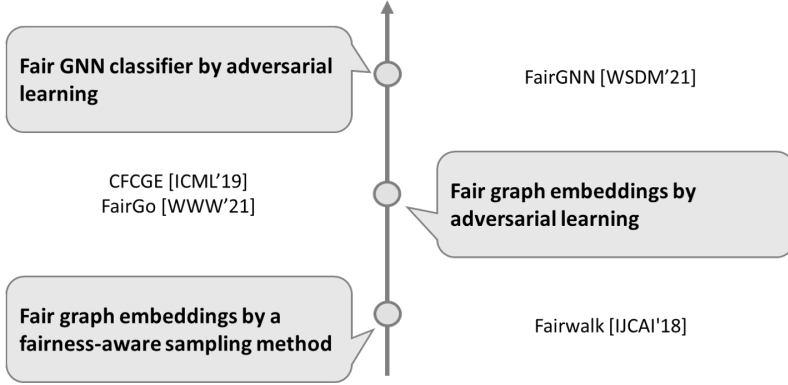 Fair GNN classifier by adversarial
learning
FairGNN [WSDM’21]
CFCGE [ICML’19]
FairGo [WWW’21]
Fair graph embeddings by
adversarial learning
Fair graph embeddings by a
fairness-aware sampling method
Fairwalk [IJCAI'18]